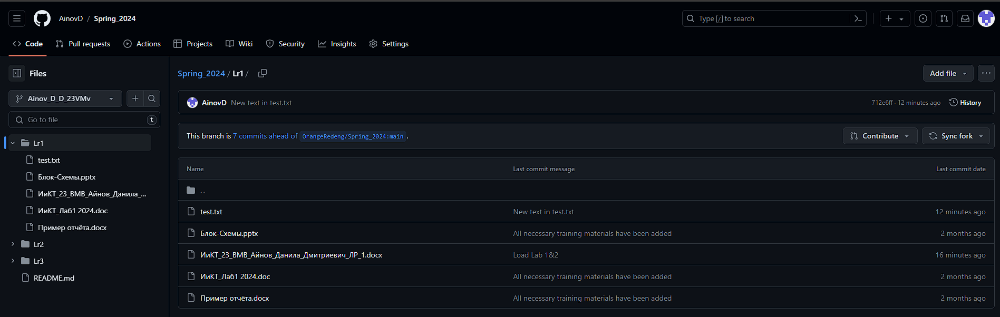 AinovD / Spring_2024
Type / to search
Code Pull requests Actions Projects Wiki Security Insights Settings
Files
Ainov_D_D_23VMv
Go to file t
Lr1
test.txt
Блок-Схемы.pptx
ИиКТ_23_ВМВ_Айнов_Данила_...
ИиКТ_Лаб1 2024.doc
Пример отчёта.docx
Lr2
Lr3
README.md
Spring_2024 / Lr1 /
Add file
AinovD New text in test.txt
712e6ff · 12 minutes ago History
This branch is 7 commits ahead of OrangeRedeng/Spring_2024:main .
Contribute Sync fork
Name Last commit message Last commit date
..
test.txt New text in test.txt 12 minutes ago
Блок-Схемы.pptx All necessary training materials have been added 2 months ago
ИиКТ_23_ВМВ_Айнов_Данила_Дмитриевич_ЛР_1.docx Load Lab 1&2 16 minutes ago
ИиКТ_Лаб1 2024.doc All necessary training materials have been added 2 months ago
Пример отчёта.docx All necessary training materials have been added 2 months ago